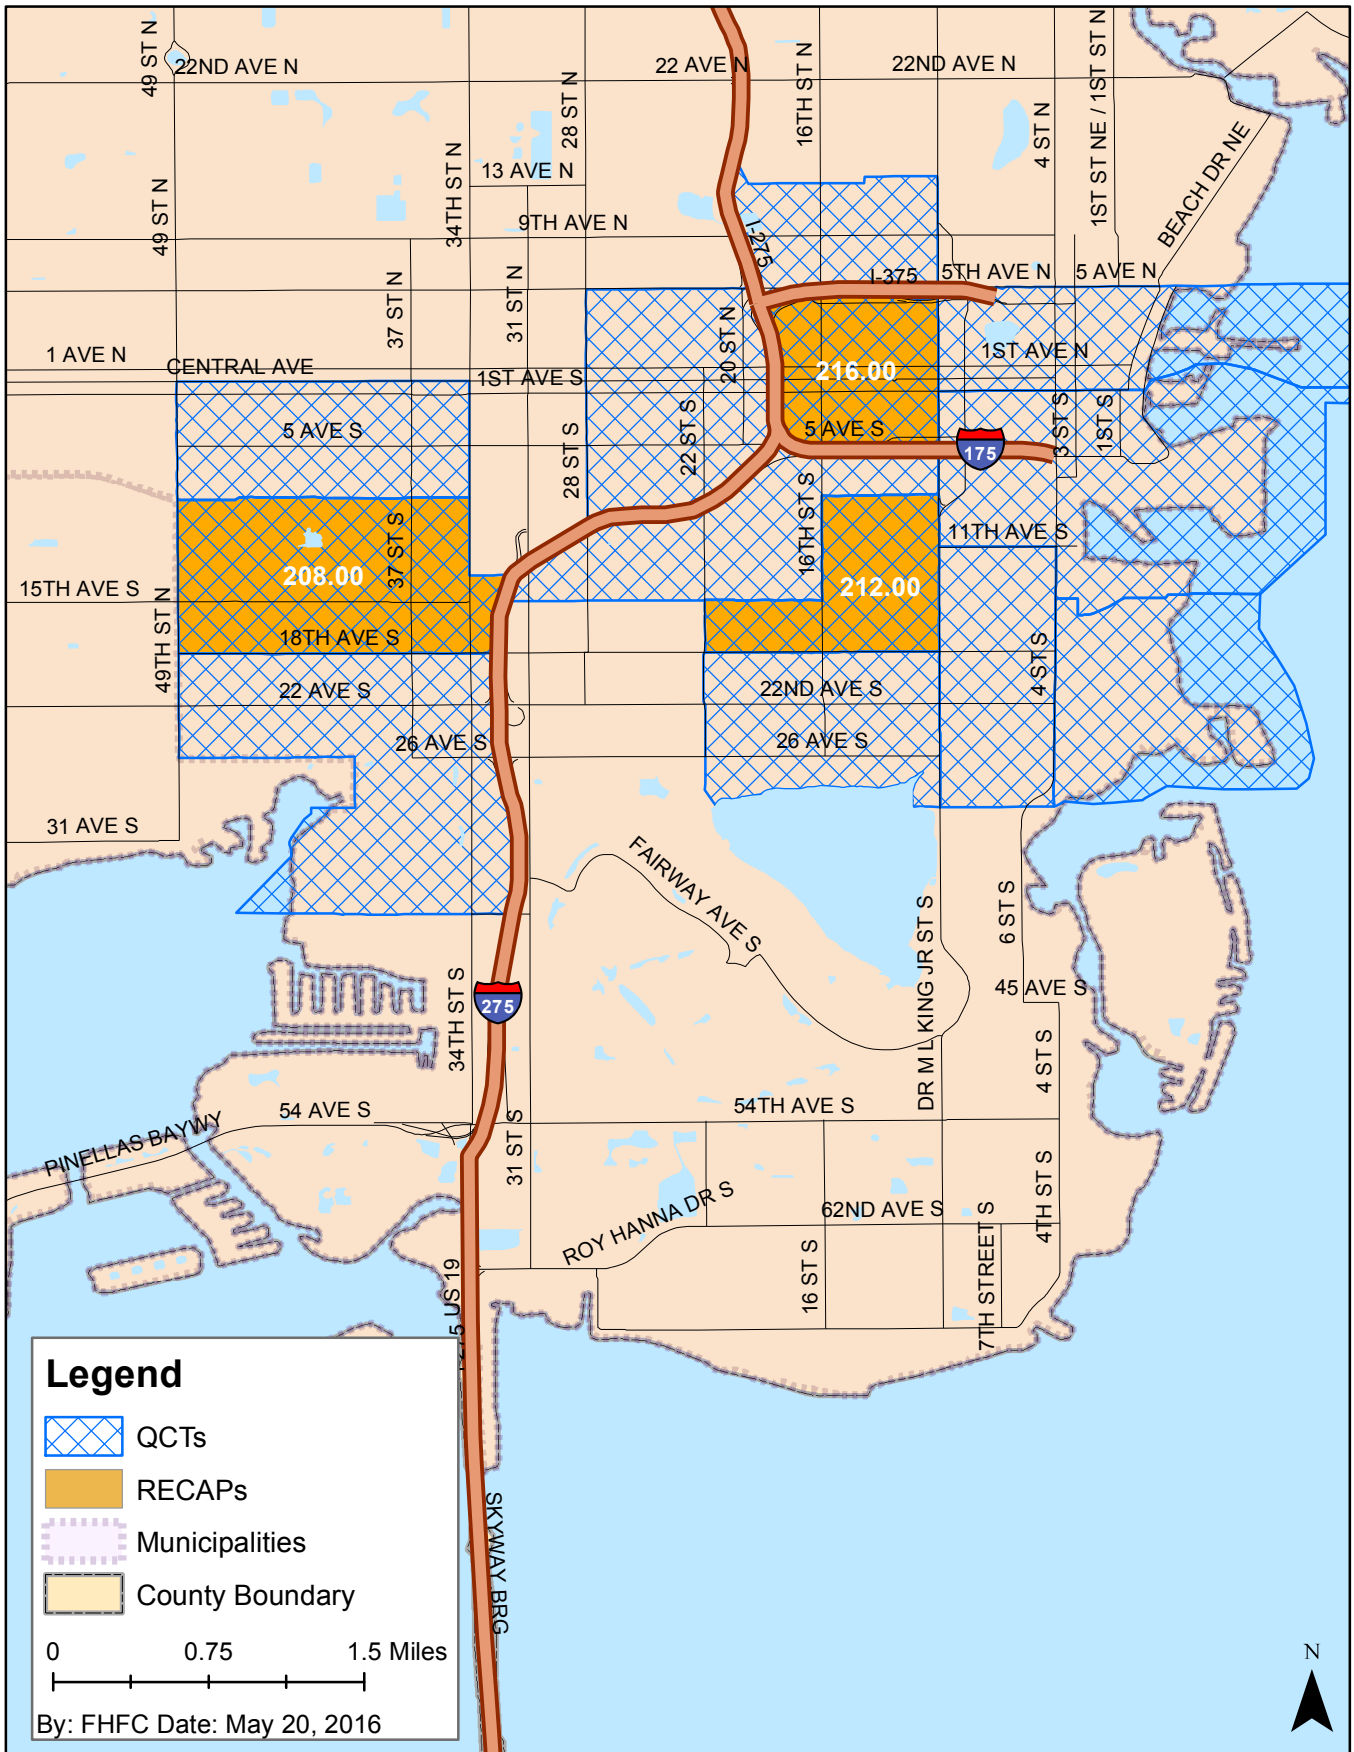 49 ST N
22ND AVE N
22 AVE N
22ND AVE N
28 ST N
16TH ST N
4 ST N
1ST ST NE / 1ST ST N
BEACH DR NE
13 AVE N
34TH ST N
49 ST N
9TH AVE N
I-275
I-375
5TH AVE N
5 AVE N
37 ST N
31 ST N
20 ST N
1 AVE N
CENTRAL AVE
1ST AVE S
216.00
1ST AVE N
5 AVE S
28 ST S
22 ST S
5 AVE S
175
3 ST S
1ST S
37 ST S
16TH ST S
11TH AVE S
15TH AVE S
208.00
212.00
49TH ST N
18TH AVE S
4 ST S
22 AVE S
22ND AVE S
26 AVE S
26 AVE S
31 AVE S
FAIRWAY AVE S
DR M L KING JR ST S
6 ST S
45 AVE S
34TH ST S
275
4 ST S
54 AVE S
54TH AVE S
PINELLAS BAYWY
31 ST S
4TH ST S
ROY HANNA DR S
62ND AVE S
16 ST S
7TH STREET S
I-275 US 19
SKYWAY BRG
Legend
QCTs
RECAPs
Municipalities
County Boundary
0 0.75 1.5 Miles
By: FHFC Date: May 20, 2016
N